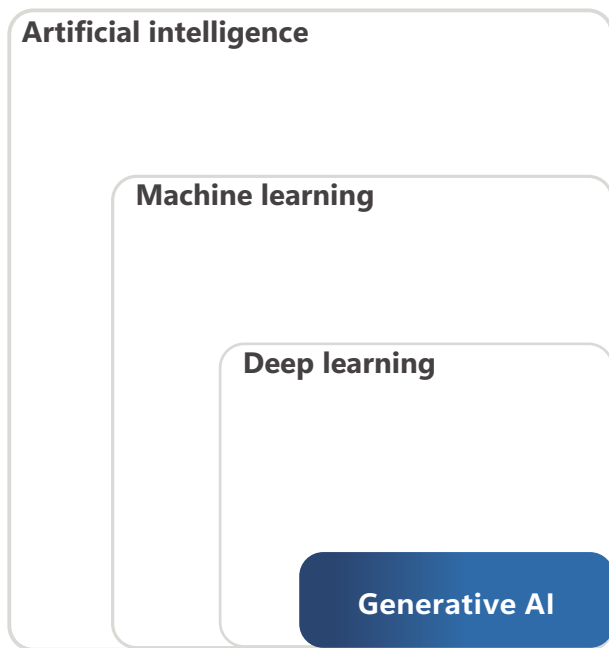 Artificial intelligence
Machine learning
Deep learning
Generative AI